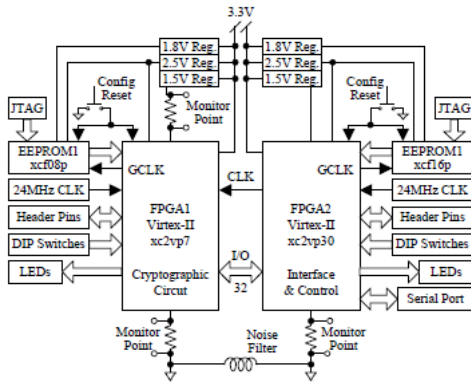 3.3V
1.8V Reg.
1.8V Reg.
2.5V Reg.
2.5V Reg.
1.5V Reg.
1.5V Reg.
Config
Reset
Config
Reset
Monitor
Point
JTAG
JTAG
EEPROM1
xcf08p
GCLK
GCLK
EEPROM1
xcf16p
24MHz CLK
CLK
24MHz CLK
Header Pins
FPGA1
Virtex-II
xc2vp7
FPGA2
Virtex-II
xc2vp30
Header Pins
DIP Switches
DIP Switches
LEDs
I/O
32
LEDs
Cryptographic
Circut
Interface
& Control
Serial Port
Monitor
Point
Noise
Filter
Monitor
Point